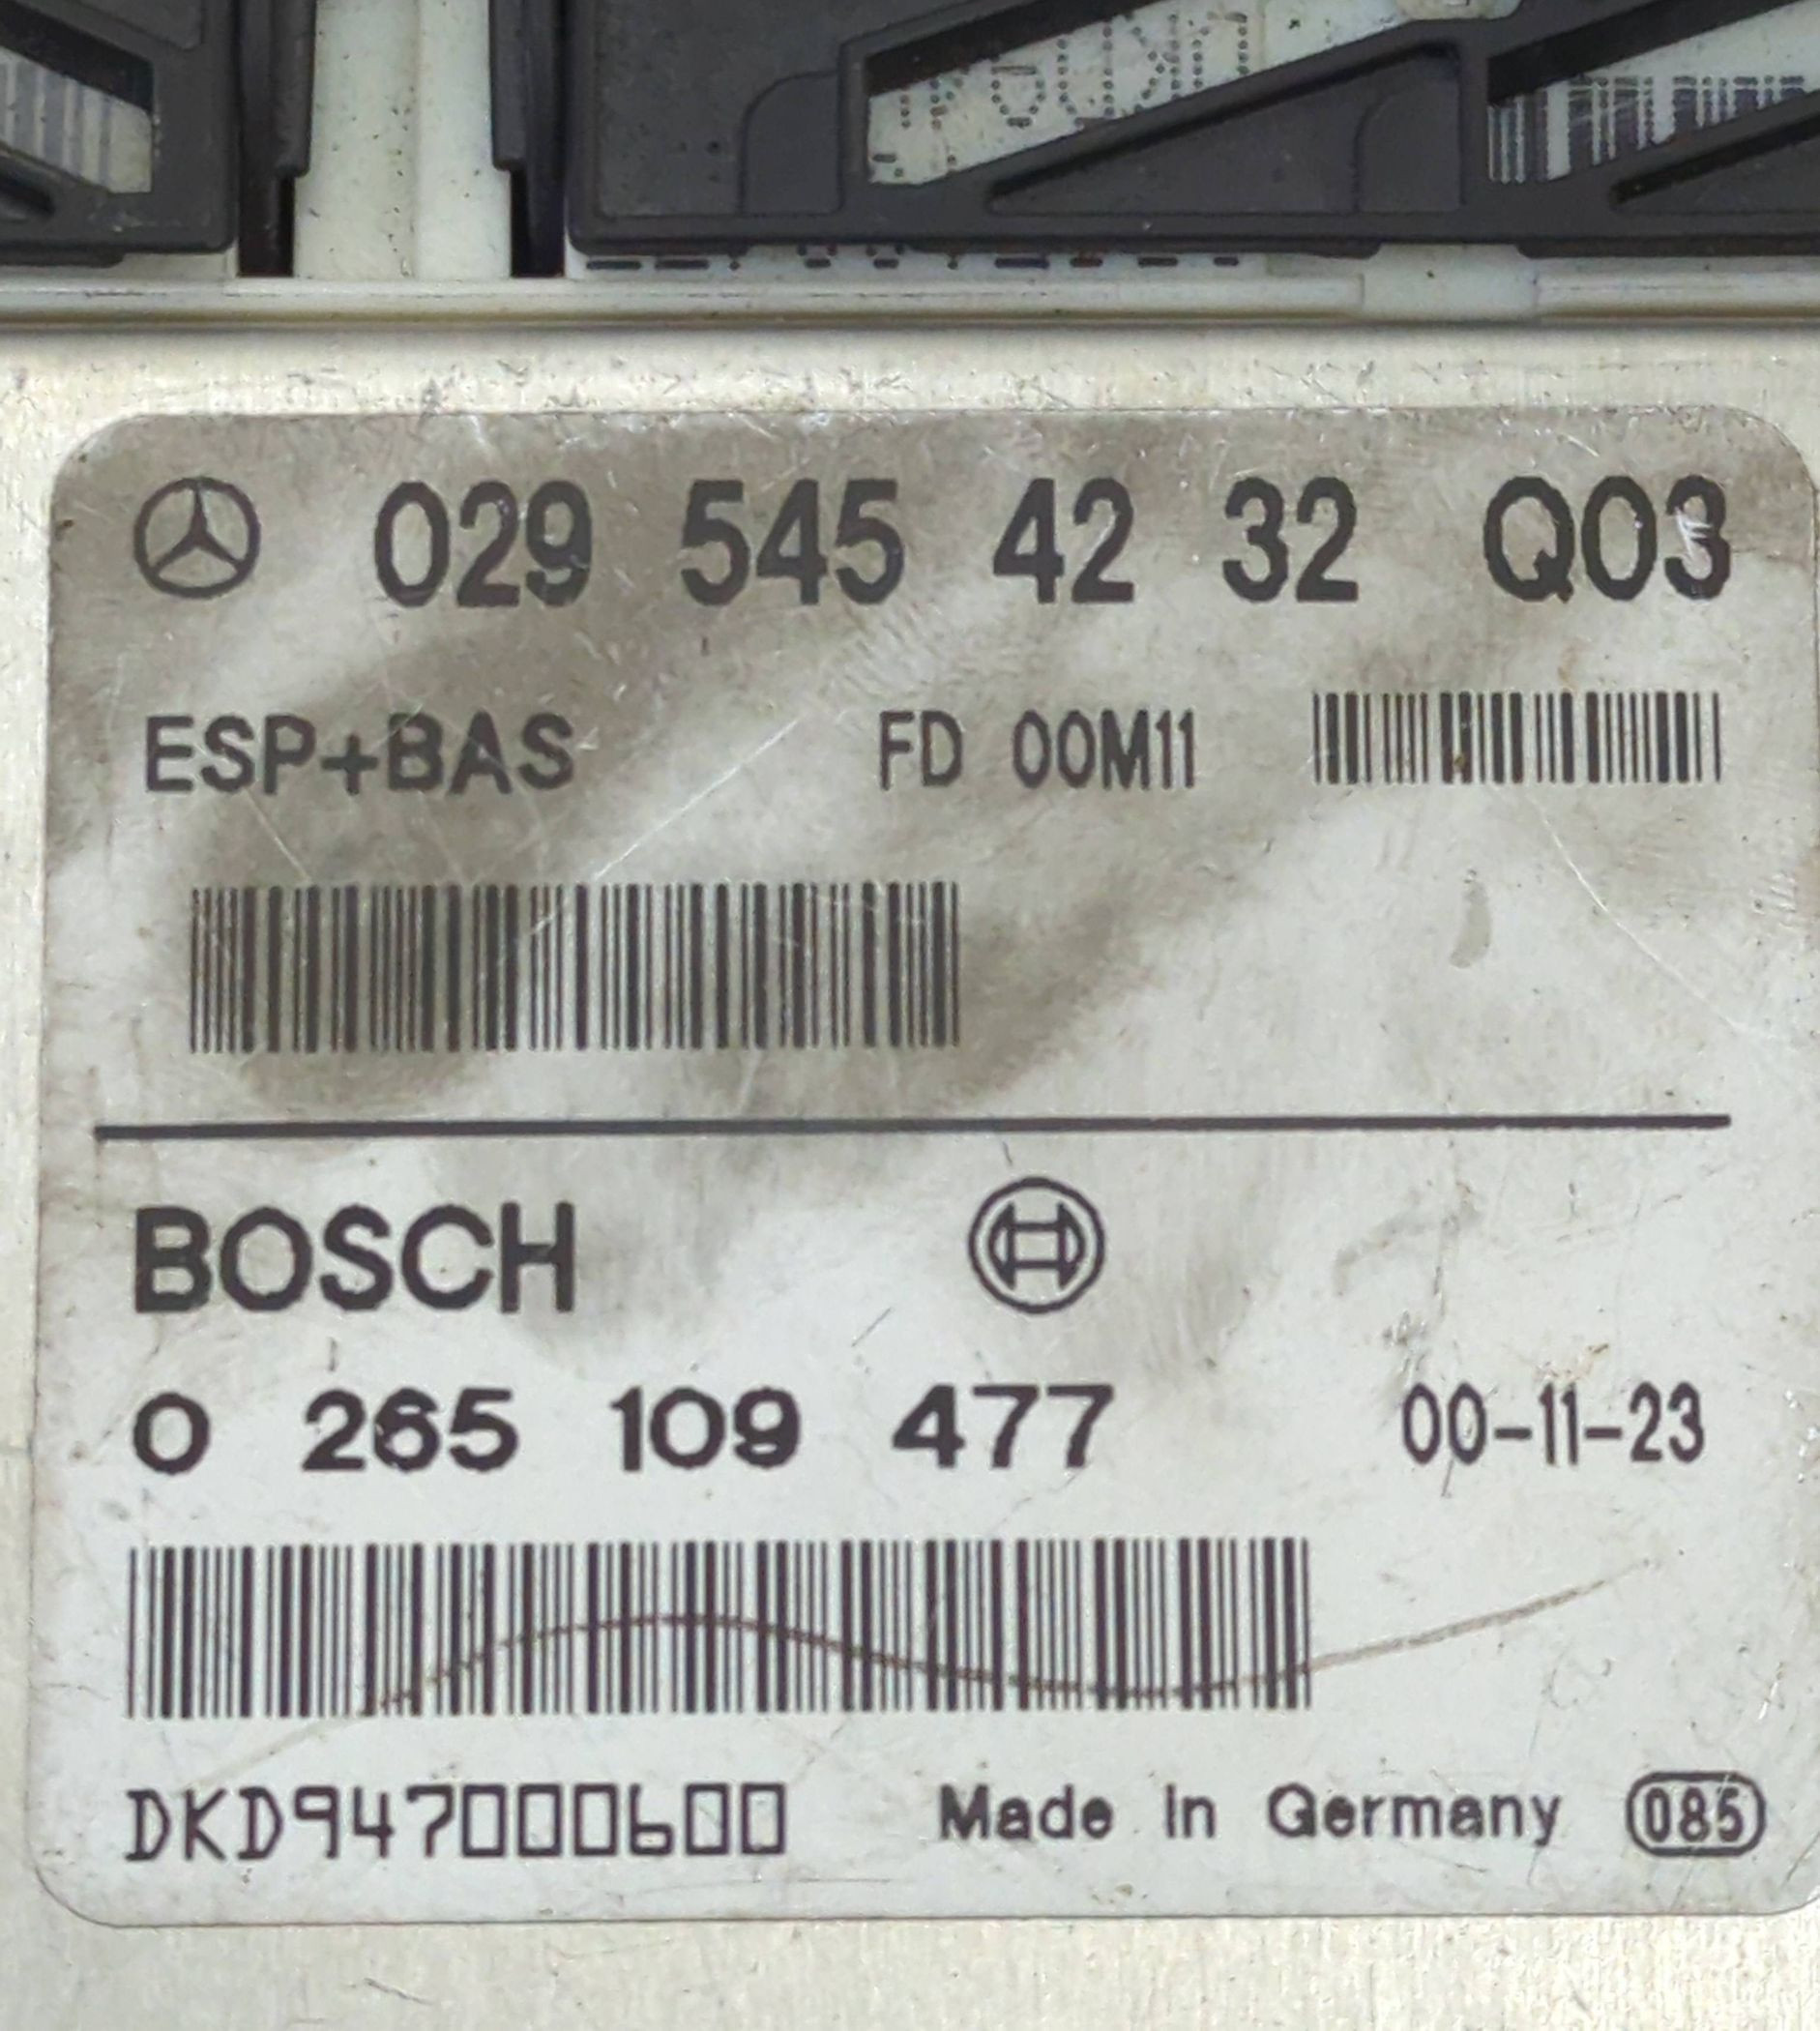 029 545 42 32 Q03
ESP+BAS FD 00M11
BOSCH
0 265 109 477 00-11-23
DKD947000600 Made in Germany 085